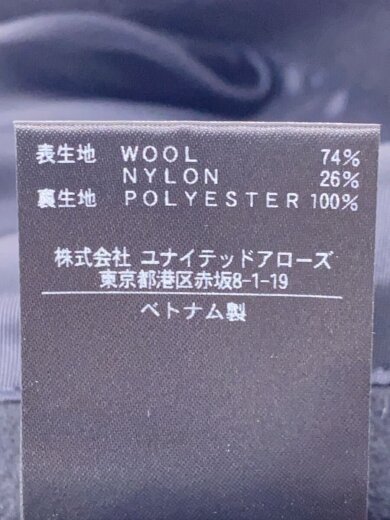 表生地 WOOL 74%
NYLON 26%
裏生地 POLYESTER 100%
株式会社 ユナイテッドアローズ
東京都港区赤坂8-1-19
ベトナム製